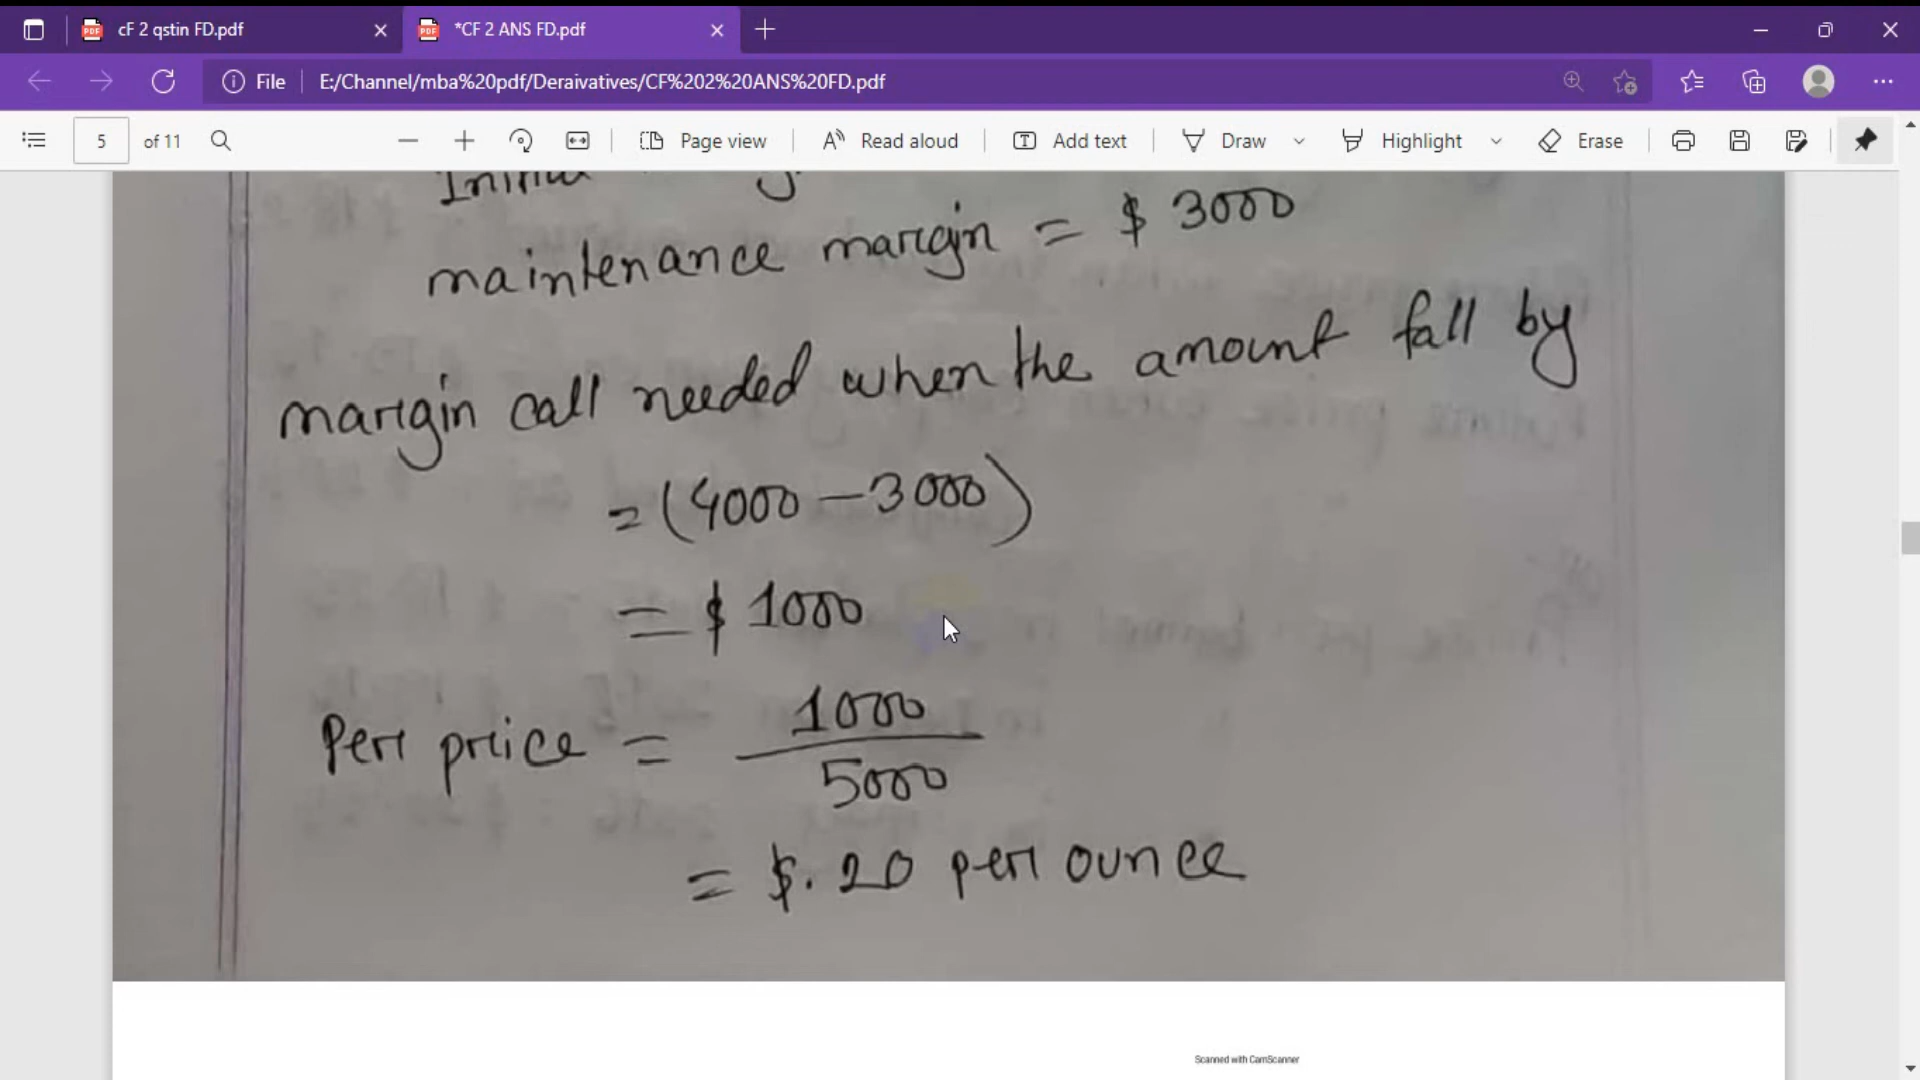 cF 2 qstin FD.pdf
*CF 2 ANS FD.pdf
File E:/Channel/mba%20pdf/Deraivatives/CF%202%20ANS%20FD.pdf
5 of 11 Page view Read aloud Add text Draw Highlight Erase
maintenance margin = $ 3000
margin call needed when the amount fall by
= (4000 - 3000)
= $ 1000
Per price = 1000
5000
= $.20 per ounce
Scanned with CamScanner